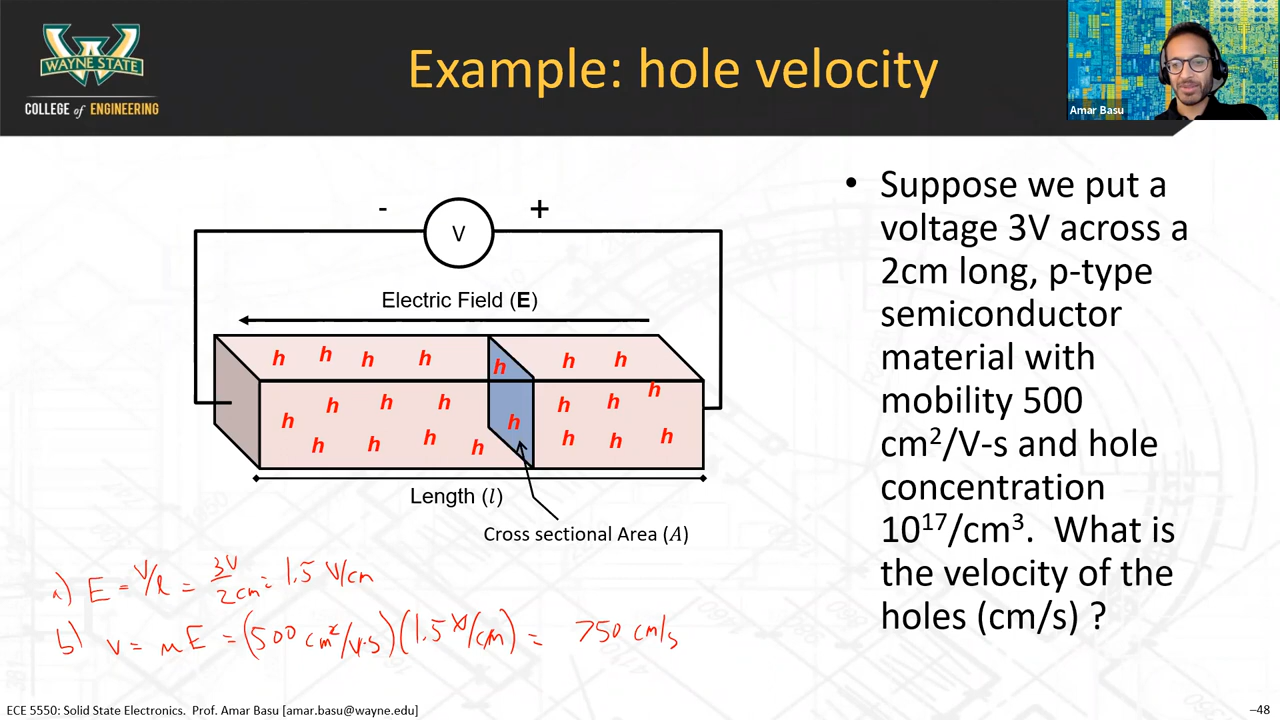 WAYNE STATE
COLLEGE of ENGINEERING
Example: hole velocity
Amar Basu
- V +
Electric Field (E)
h h h h h h h
h h h h h h h h
h h h h h h h h
Length (l)
Cross sectional Area (A)
a) E = V/l = 3V/2cm = 1.5 V/cm
b) v = μE = (500 cm²/V·s)(1.5 V/cm) = 750 cm/s
• Suppose we put a
voltage 3V across a
2cm long, p-type
semiconductor
material with
mobility 500
cm²/V-s and hole
concentration
10¹⁷/cm³. What is
the velocity of the
holes (cm/s) ?
ECE 5550: Solid State Electronics. Prof. Amar Basu [amar.basu@wayne.edu]
–48